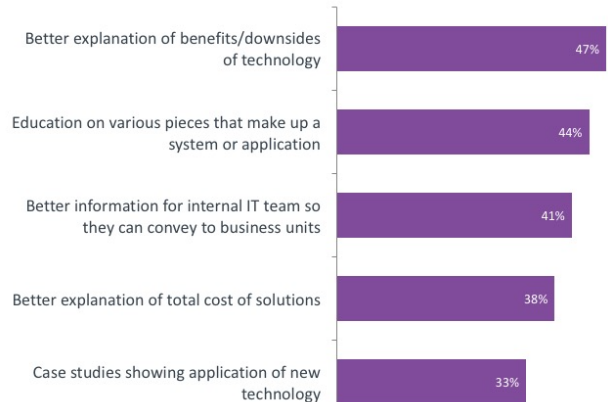 Better explanation of benefits/downsides
of technology
47%
Education on various pieces that make up a
system or application
44%
Better information for internal IT team so
they can convey to business units
41%
Better explanation of total cost of solutions
38%
Case studies showing application of new
technology
33%